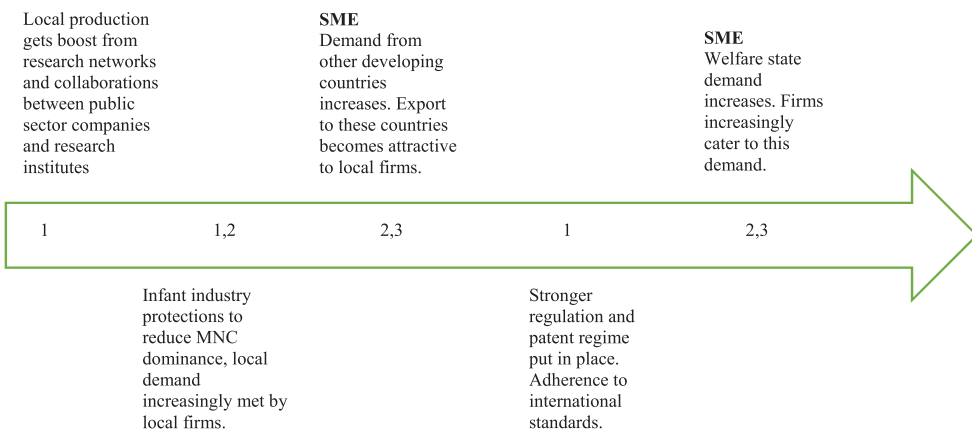 Local production
gets boost from
research networks
and collaborations
between public
sector companies
and research
institutes
SME
Demand from
other developing
countries
increases. Export
to these countries
becomes attractive
to local firms.
SME
Welfare state
demand
increases. Firms
increasingly
cater to this
demand.
1
1,2
2,3
1
2,3
Infant industry
protections to
reduce MNC
dominance, local
demand
increasingly met by
local firms.
Stronger
regulation and
patent regime
put in place.
Adherence to
international
standards.